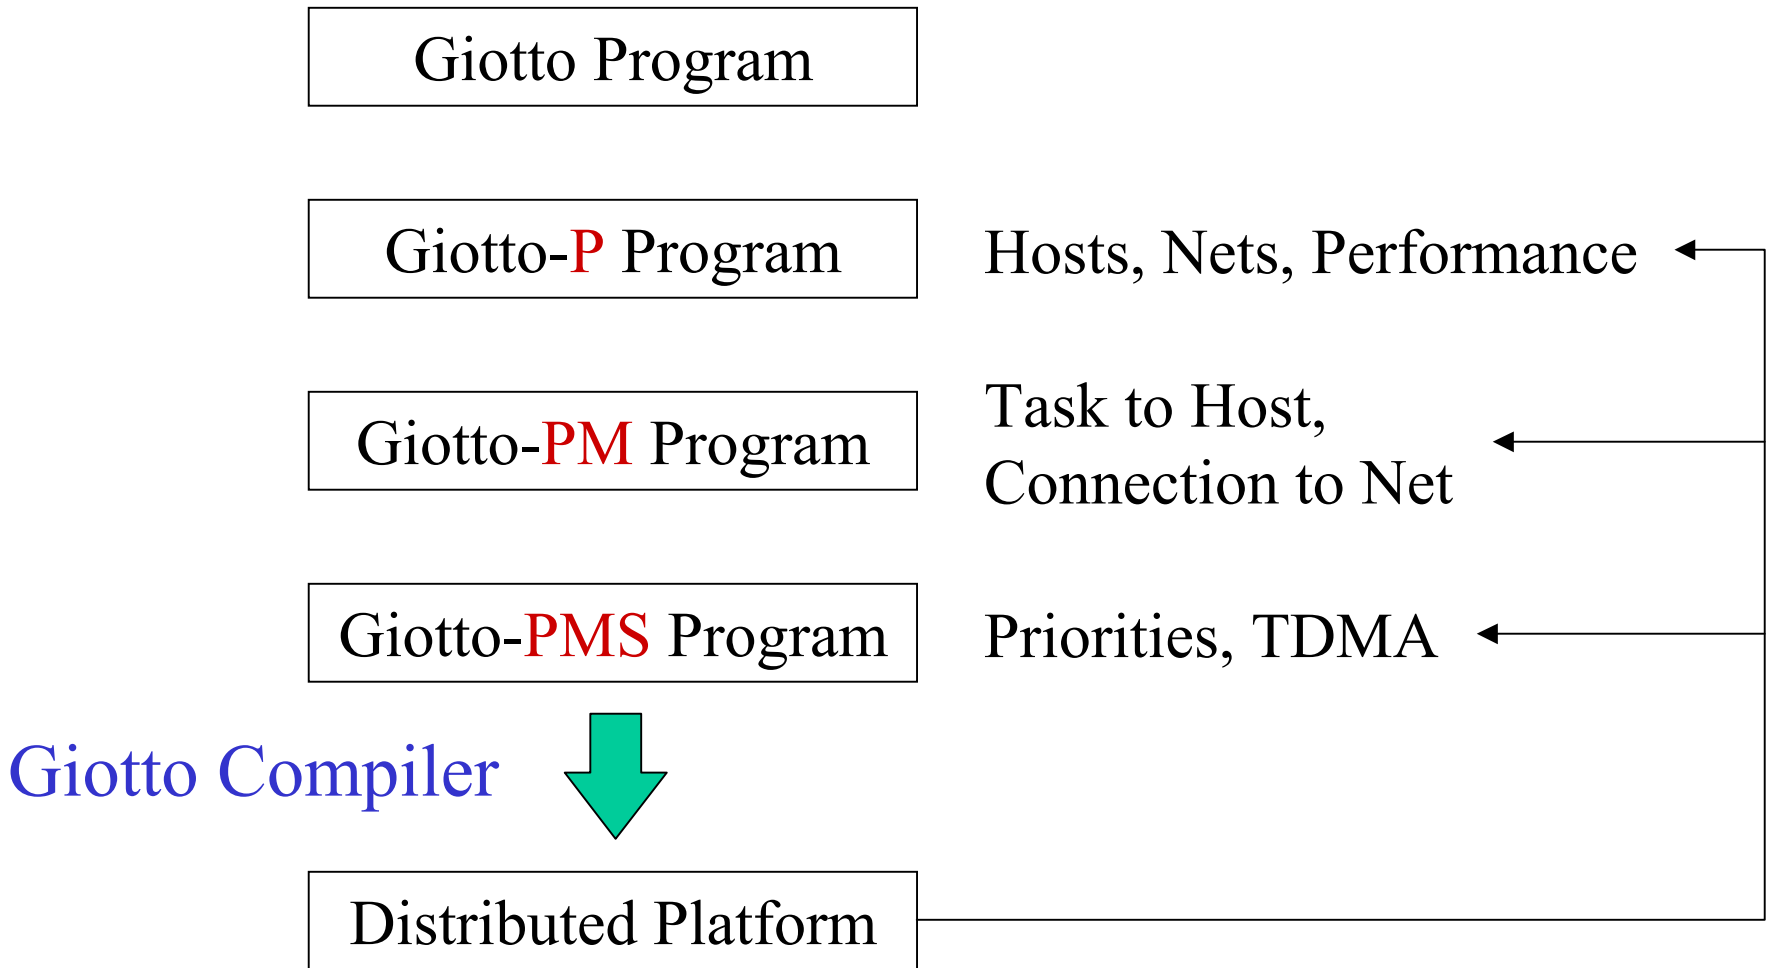 Giotto Program
Giotto-P Program
Hosts, Nets, Performance
Giotto-PM Program
Task to Host,
Connection to Net
Giotto-PMS Program
Priorities, TDMA
Giotto Compiler
Distributed Platform